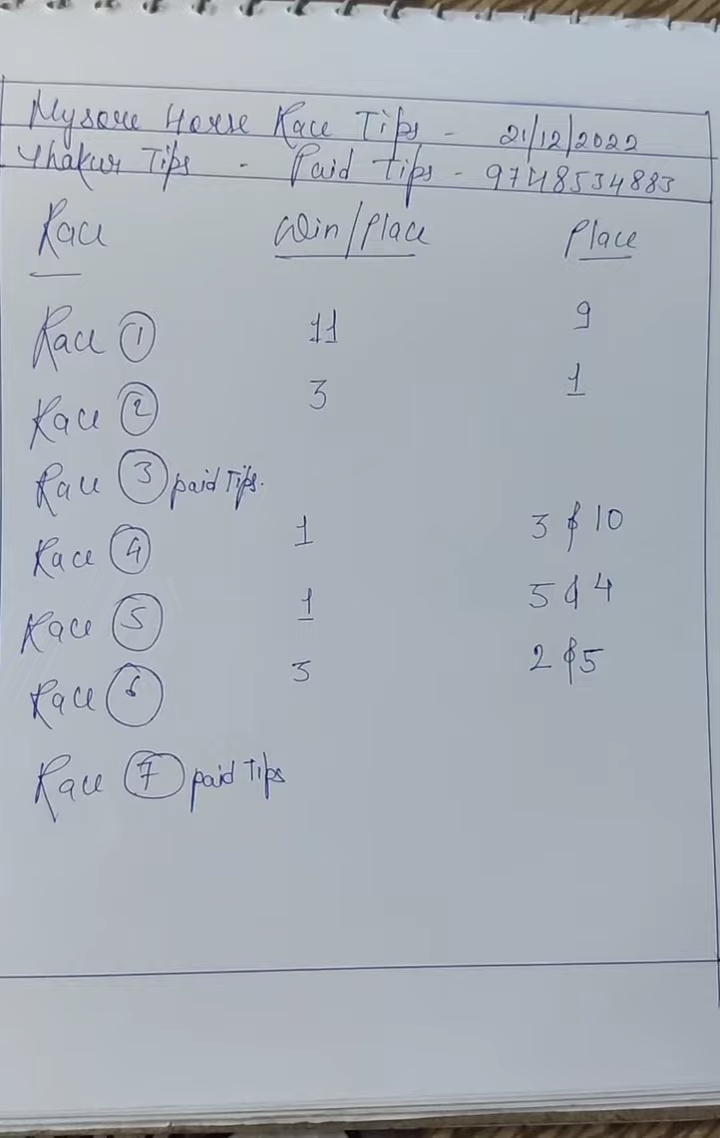 Mysore Horse Race Tips - 21/12/2022
Thakur Tips - Paid tips - 9748534883
Race Win/Place Place
Race 1 11 9
Race 2 3 1
Race 3 paid Tips.
Race 4 1 3 & 10
Race 5 1 5 & 4
Race 6 3 2 & 5
Race 7 paid Tips